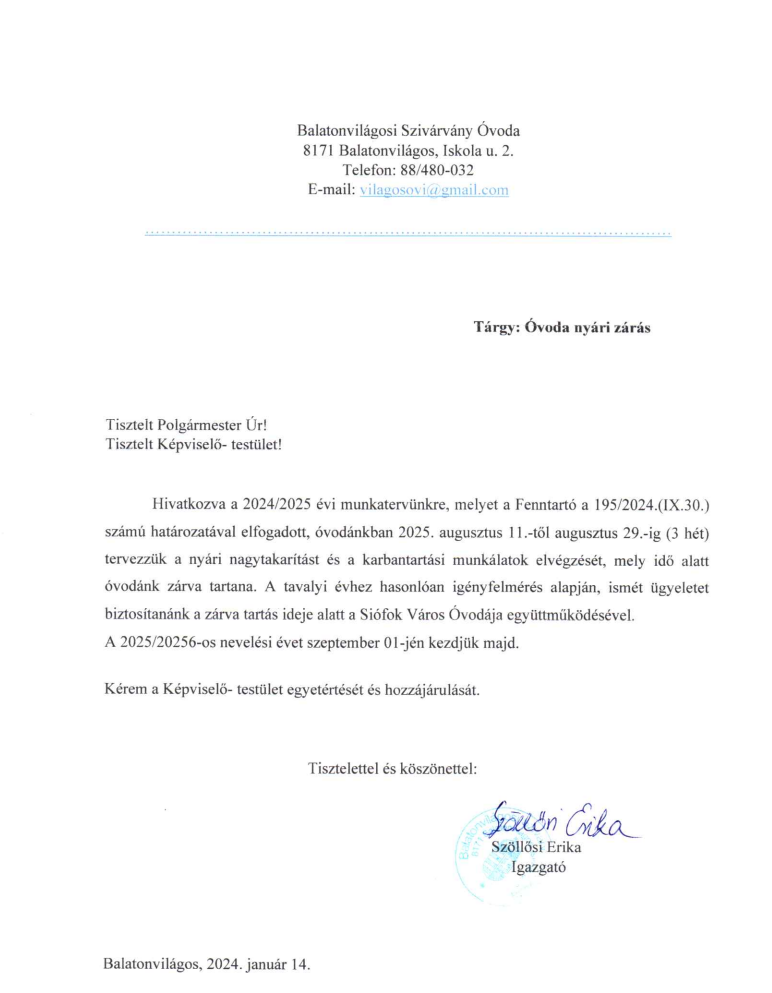 Balatonvilágosi Szivárvány Óvoda
8171 Balatonvilágos, Iskola u. 2.
Telefon: 88/480-032
E-mail: vilagosovi@gmail.com
Tárgy: Óvoda nyári zárás
Tisztelt Polgármester Úr!
Tisztelt Képviselő- testület!
Hivatkozva a 2024/2025 évi munkatervünkre, melyet a Fenntartó a 195/2024.(IX.30.)
számú határozatával elfogadott, óvodánkban 2025. augusztus 11.-től augusztus 29.-ig (3 hét)
tervezzük a nyári nagytakarítást és a karbantartási munkálatok elvégzését, mely idő alatt
óvodánk zárva tartana. A tavalyi évhez hasonlóan igényfelmérés alapján, ismét ügyeletet
biztosítanánk a zárva tartás ideje alatt a Siófok Város Óvodája együttműködésével.
A 2025/20256-os nevelési évet szeptember 01-jén kezdjük majd.
Kérem a Képviselő- testület egyetértését és hozzájárulását.
Tisztelettel és köszönettel:
Szöllősi Erika
Szöllősi Erika
Igazgató
Balatonvilágos, 2024. január 14.